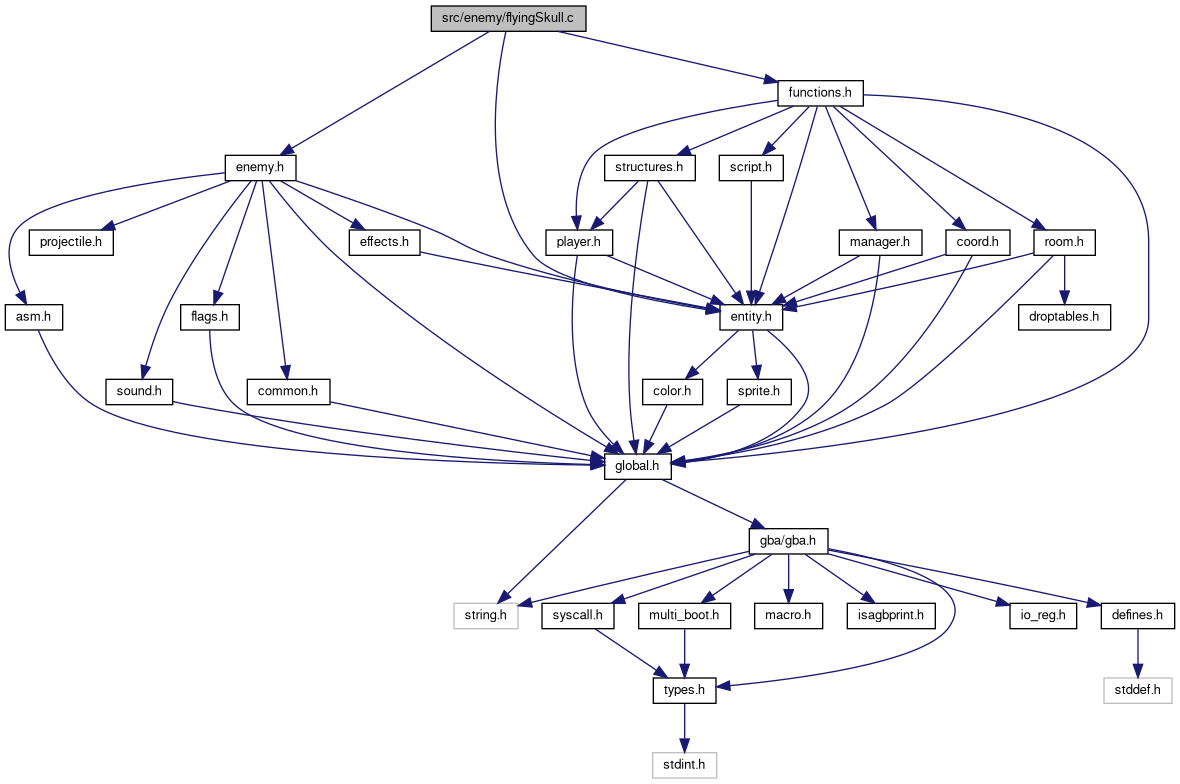 src/enemy/flyingSkull.c
functions.h
enemy.h
structures.h
script.h
projectile.h
effects.h
player.h
manager.h
coord.h
room.h
asm.h
flags.h
entity.h
droptables.h
sound.h
common.h
color.h
sprite.h
global.h
gba/gba.h
string.h
syscall.h
multi_boot.h
macro.h
isagbprint.h
io_reg.h
defines.h
types.h
stddef.h
stdint.h